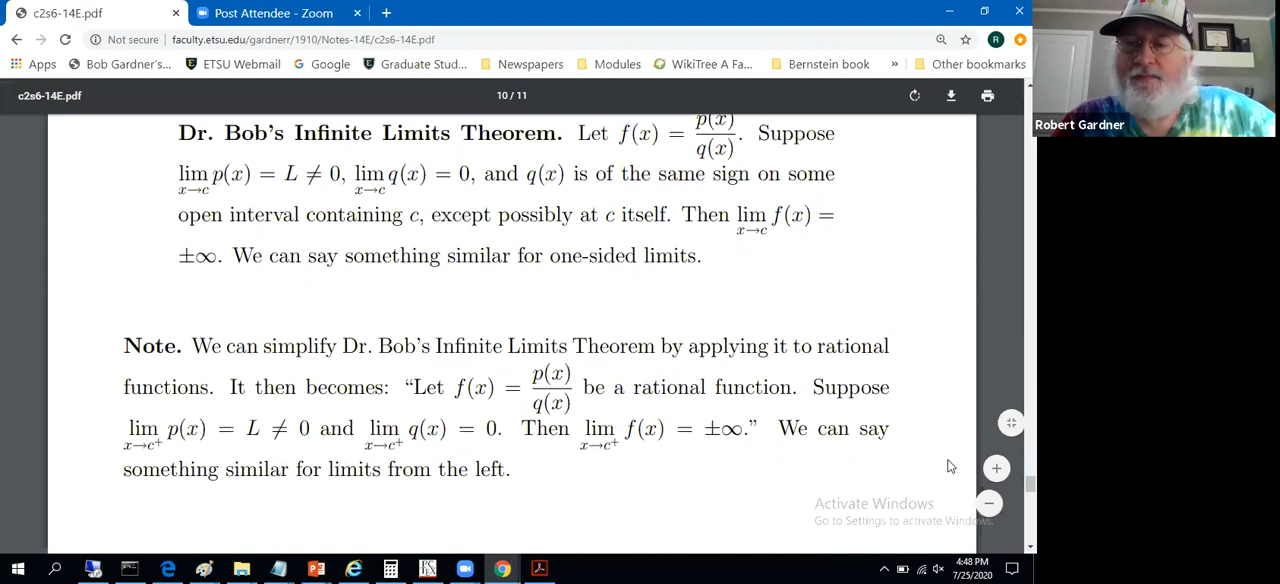 c2s6-14E.pdf
Post Attendee - Zoom
Not secure | faculty.etsu.edu/gardnerr/1910/Notes-14E/c2s6-14E.pdf
Apps Bob Gardner's... ETSU Webmail Google Graduate Stud... Newspapers Modules WikiTree A Fa... Bernstein book » Other bookmarks
c2s6-14E.pdf 10 / 11
Robert Gardner
Dr. Bob's Infinite Limits Theorem. Let f(x) = p(x)/q(x). Suppose
lim x→c p(x) = L ≠ 0, lim x→c q(x) = 0, and q(x) is of the same sign on some
open interval containing c, except possibly at c itself. Then lim x→c f(x) =
±∞. We can say something similar for one-sided limits.
Note. We can simplify Dr. Bob's Infinite Limits Theorem by applying it to rational
functions. It then becomes: “Let f(x) = p(x)/q(x) be a rational function. Suppose
lim x→c⁺ p(x) = L ≠ 0 and lim x→c⁺ q(x) = 0. Then lim x→c⁺ f(x) = ±∞.” We can say
something similar for limits from the left.
Activate Windows
Go to Settings to activate Windows.
4:48 PM
7/25/2020